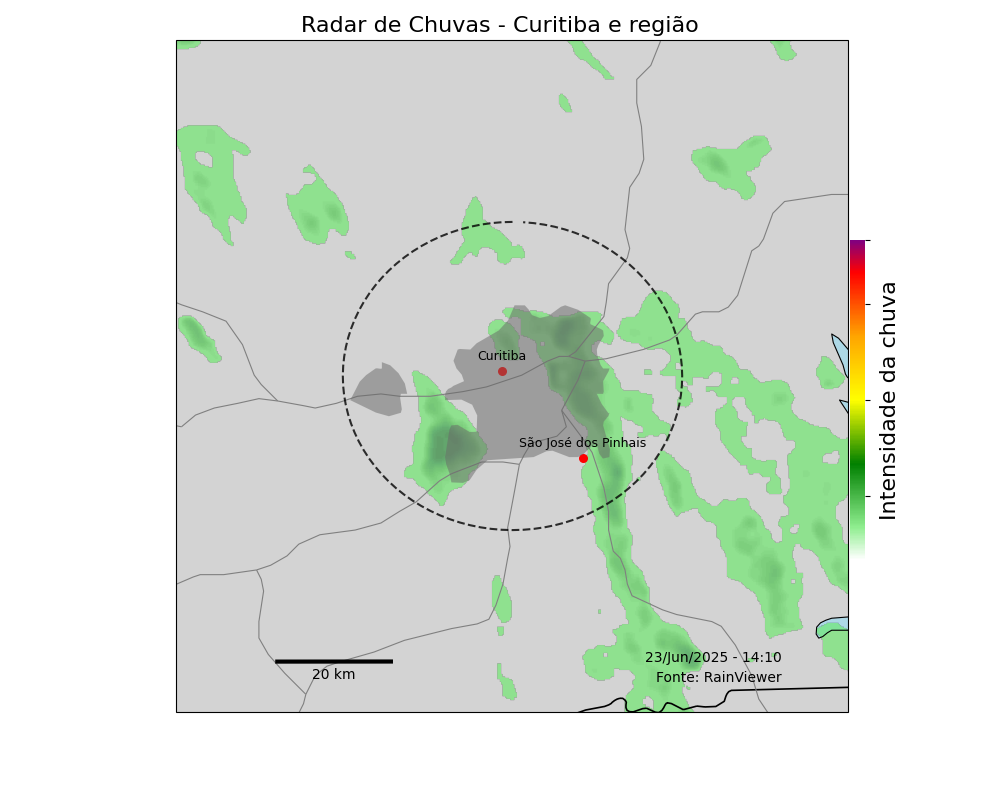 Radar de Chuvas - Curitiba e região
Curitiba
São José dos Pinhais
Intensidade da chuva
23/Jun/2025 - 14:10
Fonte: RainViewer
20 km